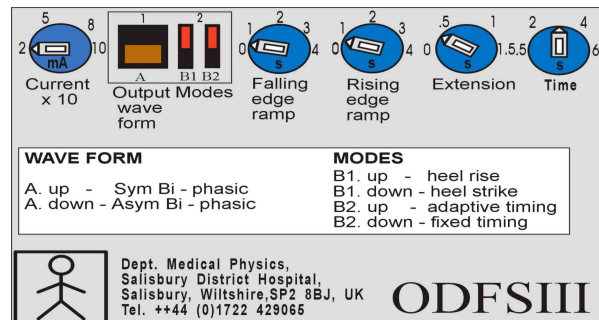 5 8
2 10
mA
Current
x 10
1
A
Output
wave
form
2
B1 B2
Modes
1 2 3
0 4
s
Falling
edge
ramp
1 2 3
0 4
s
Rising
edge
ramp
.5 1
0 1.5
s
Extension
2 4
.5 6
s
Time
WAVE FORM
A. up - Sym Bi - phasic
A. down - Asym Bi - phasic
MODES
B1. up - heel rise
B1. down - heel strike
B2. up - adaptive timing
B2. down - fixed timing
Dept. Medical Physics,
Salisbury District Hospital,
Salisbury, Wiltshire,SP2 8BJ, UK
Tel. ++44 (0)1722 429065
ODFSIII